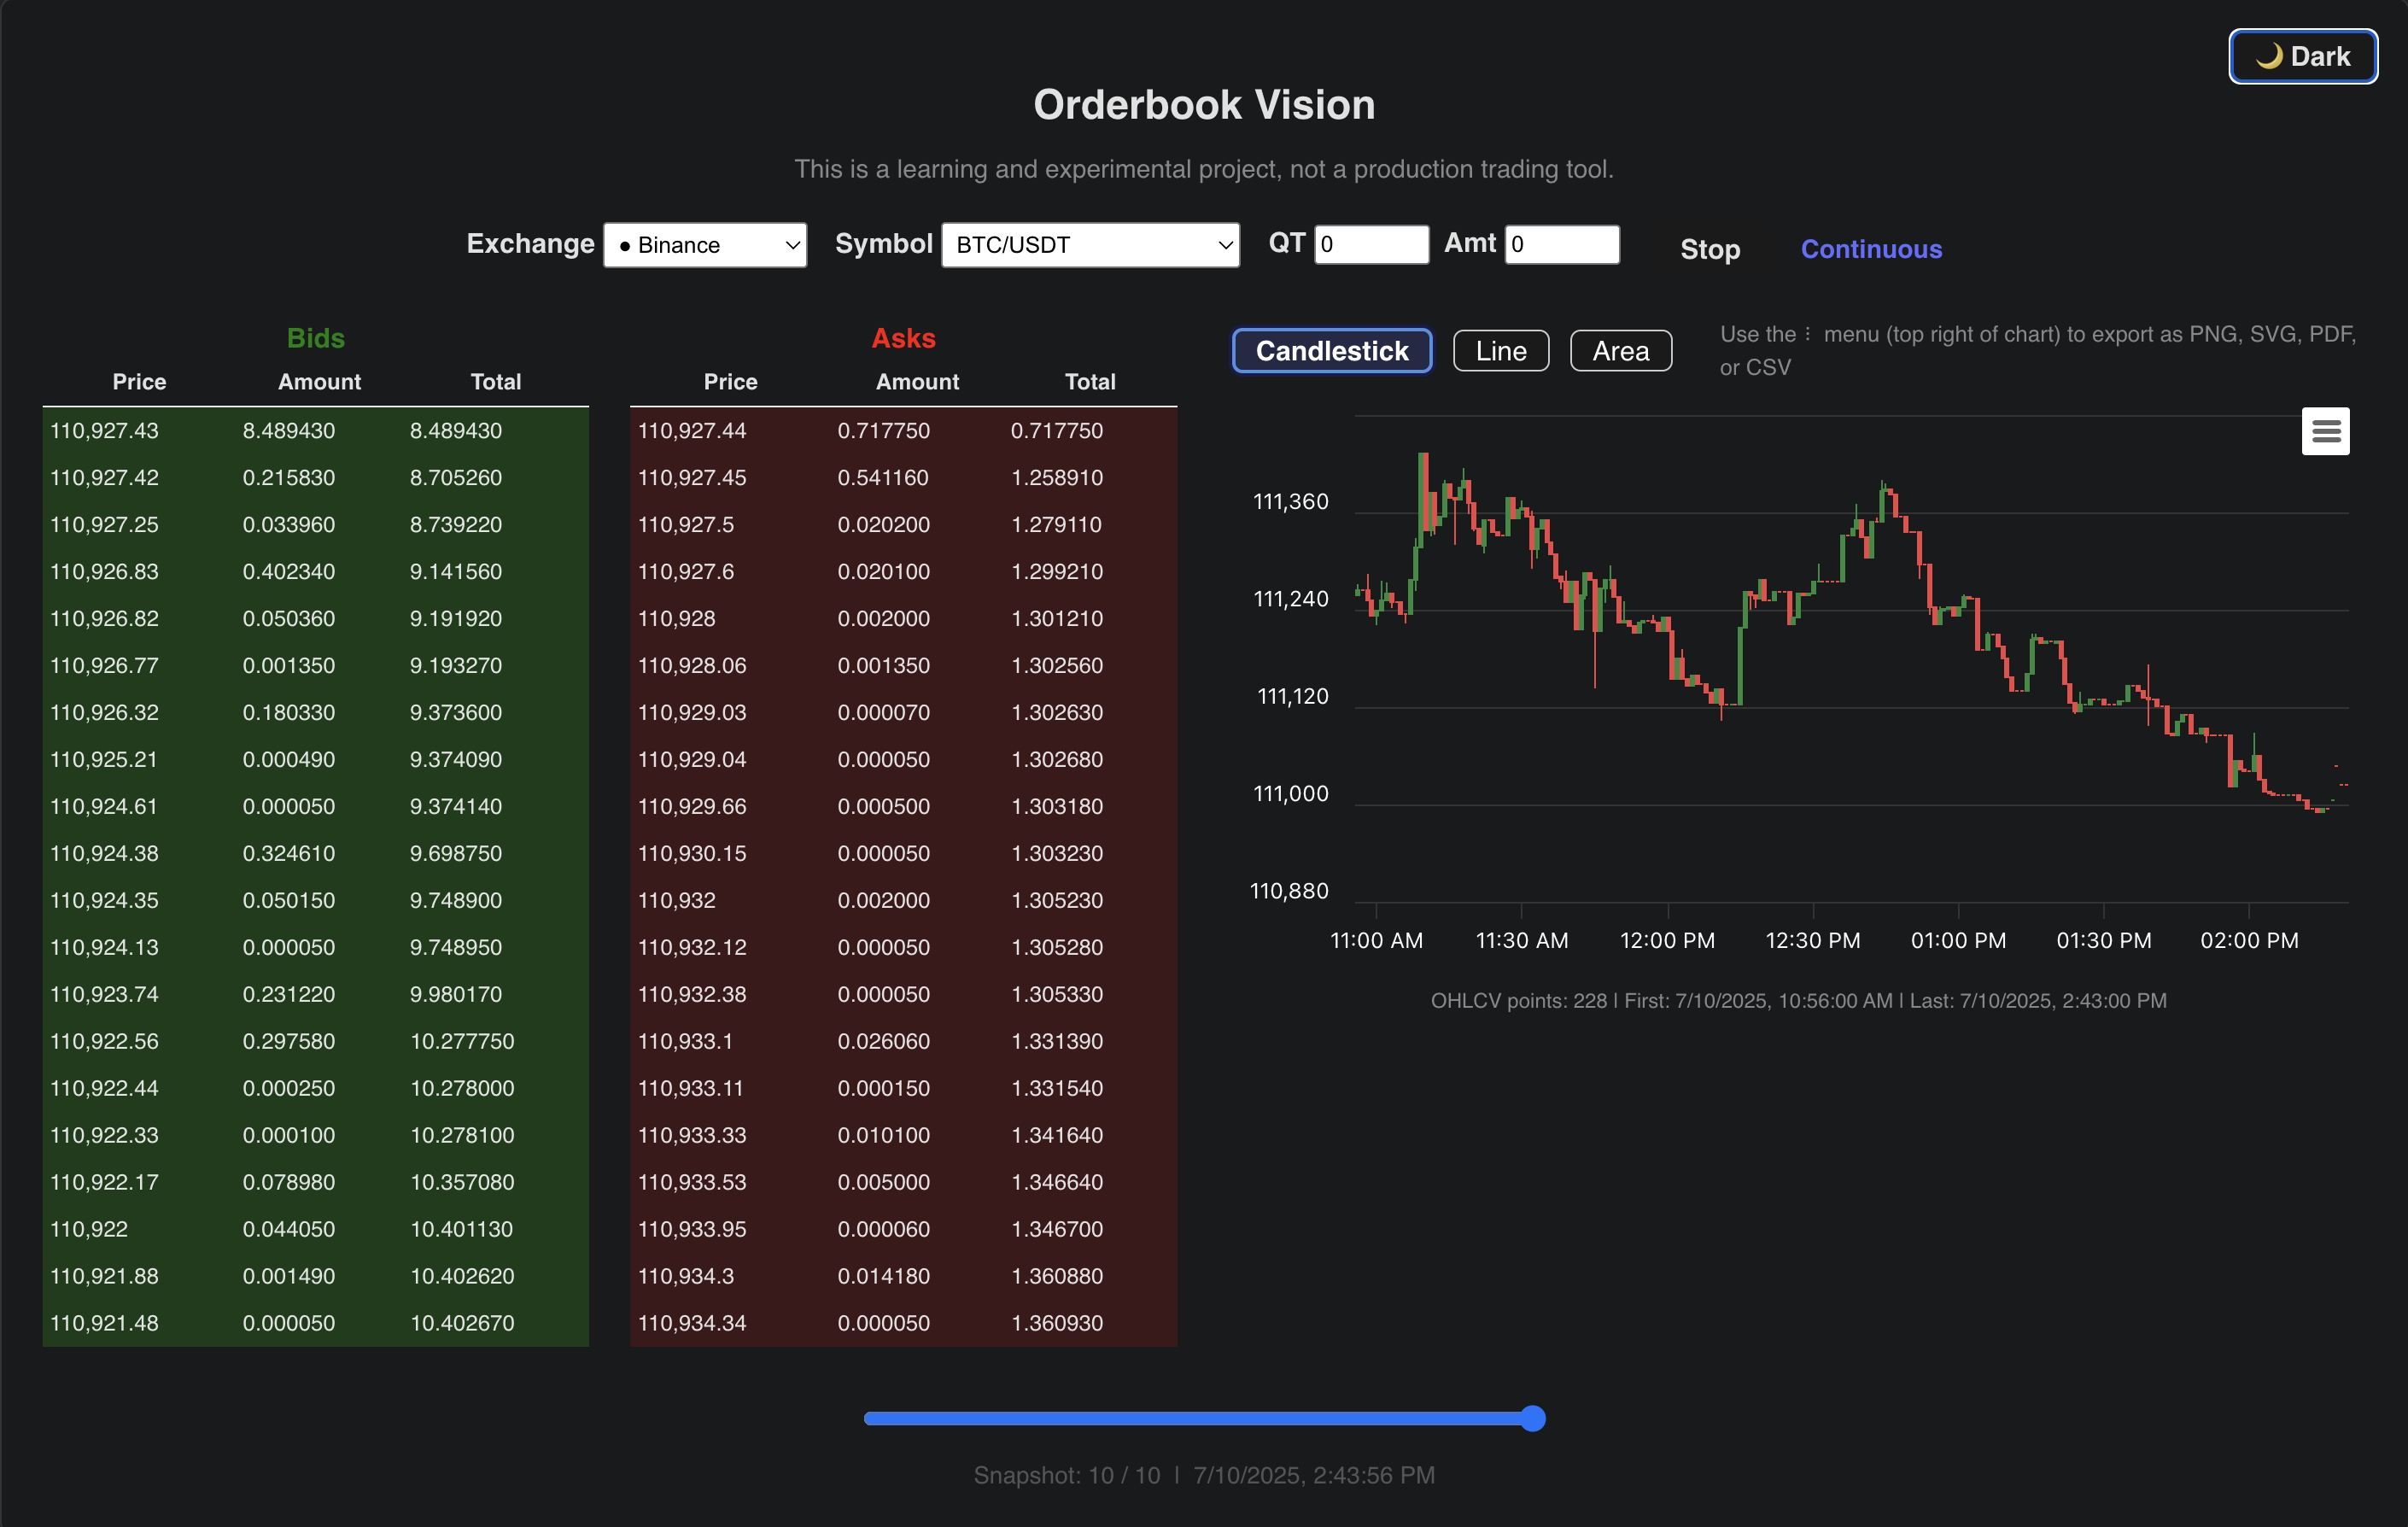 🌙 Dark
Orderbook Vision
This is a learning and experimental project, not a production trading tool.
Exchange ● Binance Symbol BTC/USDT QT 0 Amt 0 Stop Continuous
Bids
Price Amount Total
110,927.43 8.489430 8.489430
110,927.42 0.215830 8.705260
110,927.25 0.033960 8.739220
110,926.83 0.402340 9.141560
110,926.82 0.050360 9.191920
110,926.77 0.001350 9.193270
110,926.32 0.180330 9.373600
110,925.21 0.000490 9.374090
110,924.61 0.000050 9.374140
110,924.38 0.324610 9.698750
110,924.35 0.050150 9.748900
110,924.13 0.000050 9.748950
110,923.74 0.231220 9.980170
110,922.56 0.297580 10.277750
110,922.44 0.000250 10.278000
110,922.33 0.000100 10.278100
110,922.17 0.078980 10.357080
110,922 0.044050 10.401130
110,921.88 0.001490 10.402620
110,921.48 0.000050 10.402670
Asks
Price Amount Total
110,927.44 0.717750 0.717750
110,927.45 0.541160 1.258910
110,927.5 0.020200 1.279110
110,927.6 0.020100 1.299210
110,928 0.002000 1.301210
110,928.06 0.001350 1.302560
110,929.03 0.000070 1.302630
110,929.04 0.000050 1.302680
110,929.66 0.000500 1.303180
110,930.15 0.000050 1.303230
110,932 0.002000 1.305230
110,932.12 0.000050 1.305280
110,932.38 0.000050 1.305330
110,933.1 0.026060 1.331390
110,933.11 0.000150 1.331540
110,933.33 0.010100 1.341640
110,933.53 0.005000 1.346640
110,933.95 0.000060 1.346700
110,934.3 0.014180 1.360880
110,934.34 0.000050 1.360930
Candlestick Line Area
Use the ⋮ menu (top right of chart) to export as PNG, SVG, PDF,
or CSV
111,360
111,240
111,120
111,000
110,880
11:00 AM 11:30 AM 12:00 PM 12:30 PM 01:00 PM 01:30 PM 02:00 PM
OHLCV points: 228 | First: 7/10/2025, 10:56:00 AM | Last: 7/10/2025, 2:43:00 PM
Snapshot: 10 / 10 | 7/10/2025, 2:43:56 PM